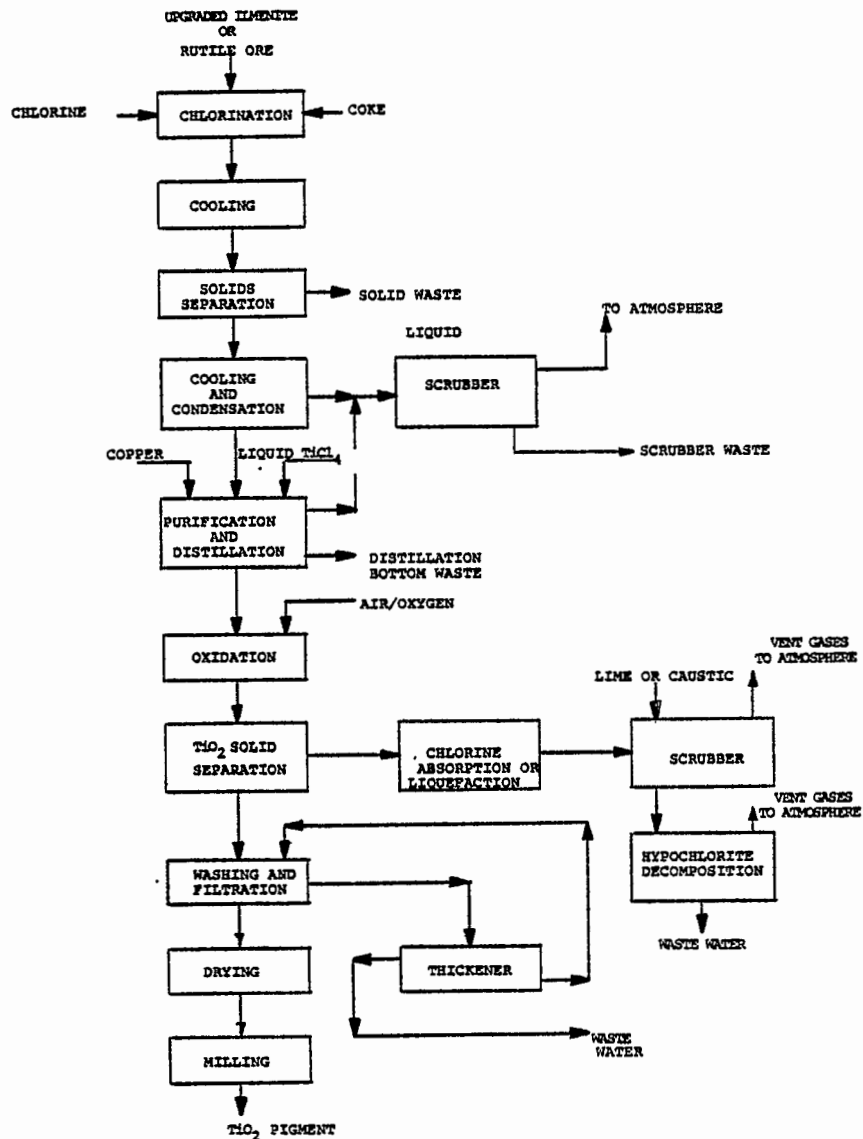 UPGRADED ILMENITE
OR
RUTILE ORE
CHLORINE
CHLORINATION
COKE
COOLING
SOLIDS
SEPARATION
SOLID WASTE
TO ATMOSPHERE
LIQUID
COOLING
AND
CONDENSATION
SCRUBBER
SCRUBBER WASTE
COPPER
LIQUID TiCl4
PURIFICATION
AND
DISTILLATION
DISTILLATION
BOTTOM WASTE
AIR/OXYGEN
OXIDATION
LIME OR CAUSTIC
VENT GASES
TO ATMOSPHERE
TiO2 SOLID
SEPARATION
CHLORINE
ABSORPTION OR
LIQUEFACTION
SCRUBBER
VENT GASES
TO ATMOSPHERE
HYPOCHLORITE
DECOMPOSITION
WASTE WATER
WASHING AND
FILTRATION
THICKENER
WASTE
WATER
DRYING
MILLING
TiO2 PIGMENT